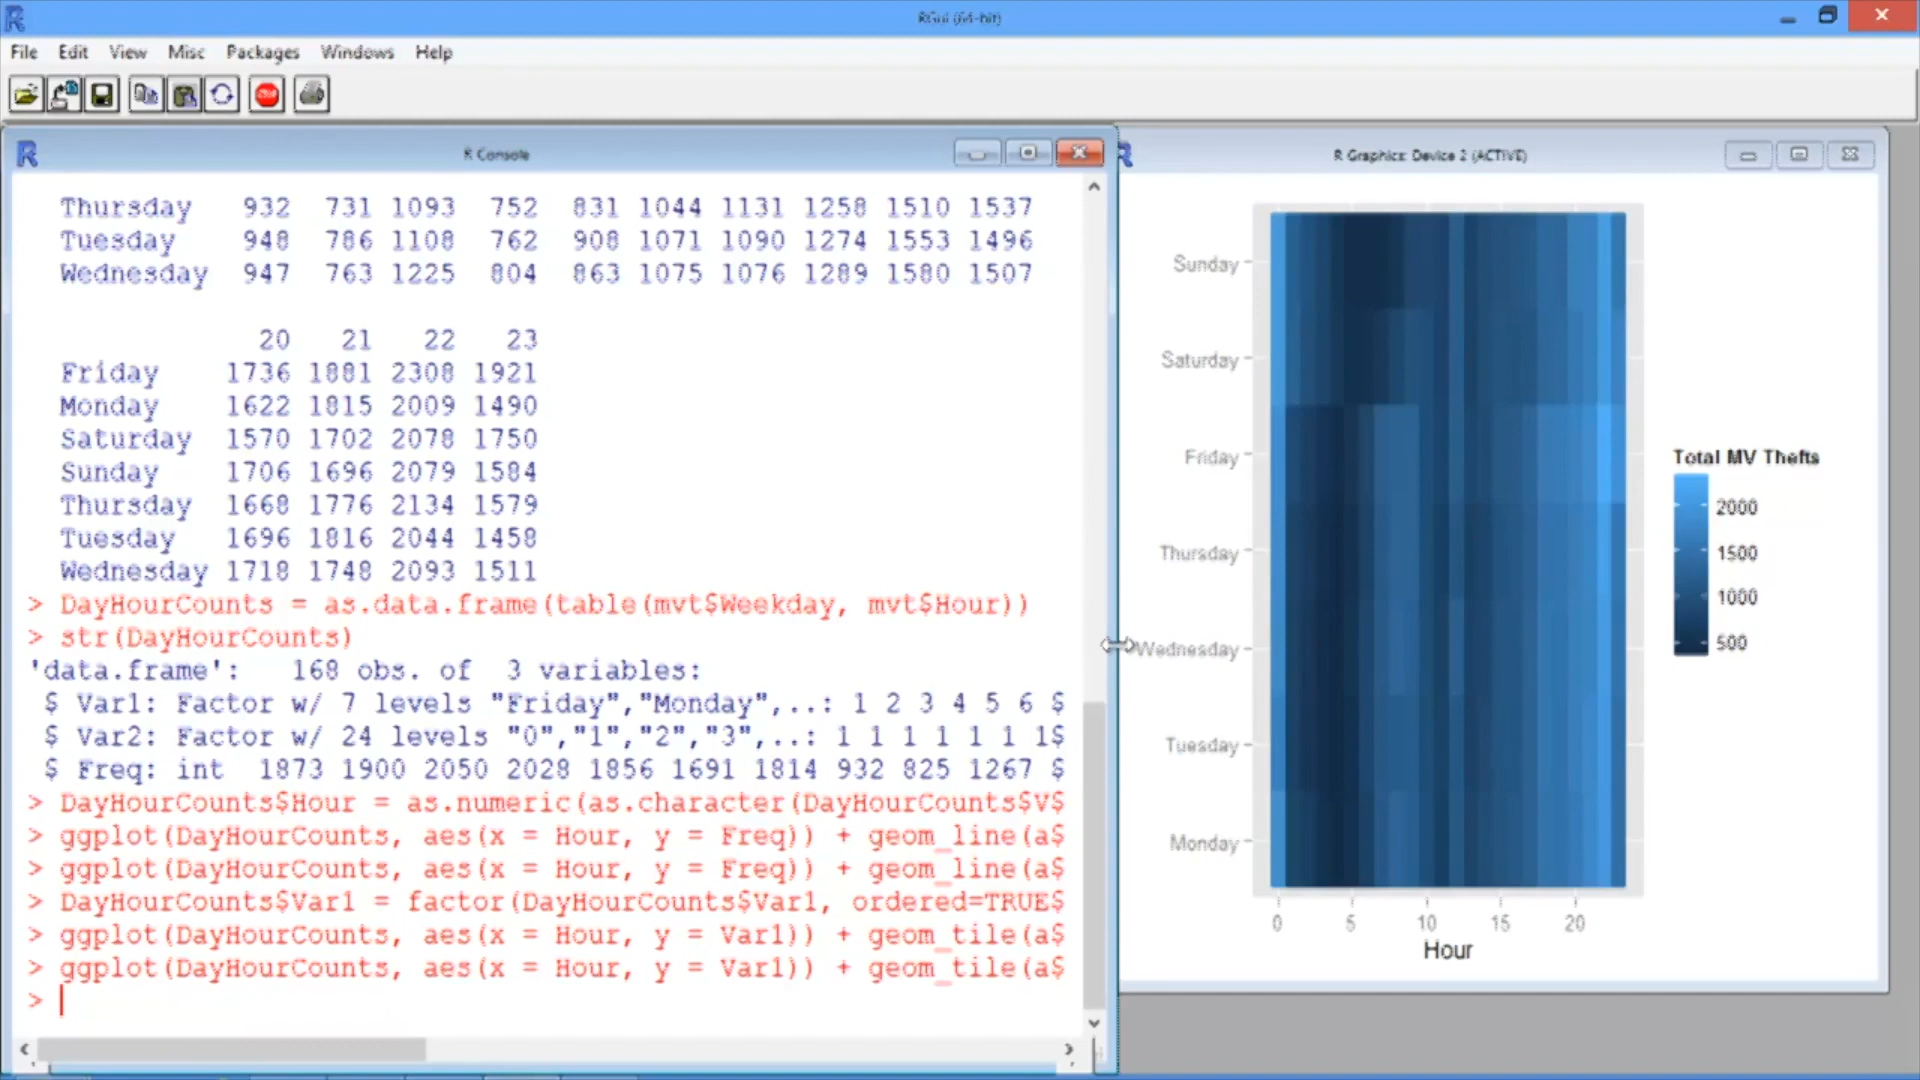 RGui (64-bit)
File Edit View Misc Packages Windows Help
R Console
Thursday 932 731 1093 752 831 1044 1131 1258 1510 1537
Tuesday 948 786 1108 762 908 1071 1090 1274 1553 1496
Wednesday 947 763 1225 804 863 1075 1076 1289 1580 1507
20 21 22 23
Friday 1736 1881 2308 1921
Monday 1622 1815 2009 1490
Saturday 1570 1702 2078 1750
Sunday 1706 1696 2079 1584
Thursday 1668 1776 2134 1579
Tuesday 1696 1816 2044 1458
Wednesday 1718 1748 2093 1511
> DayHourCounts = as.data.frame(table(mvt$Weekday, mvt$Hour))
> str(DayHourCounts)
'data.frame': 168 obs. of 3 variables:
$ Var1: Factor w/ 7 levels "Friday","Monday",..: 1 2 3 4 5 6 $
$ Var2: Factor w/ 24 levels "0","1","2","3",..: 1 1 1 1 1 1 1$
$ Freq: int 1873 1900 2050 2028 1856 1691 1814 932 825 1267 $
> DayHourCounts$Hour = as.numeric(as.character(DayHourCounts$V$
> ggplot(DayHourCounts, aes(x = Hour, y = Freq)) + geom_line(a$
> ggplot(DayHourCounts, aes(x = Hour, y = Freq)) + geom_line(a$
> DayHourCounts$Var1 = factor(DayHourCounts$Var1, ordered=TRUE$
> ggplot(DayHourCounts, aes(x = Hour, y = Var1)) + geom_tile(a$
> ggplot(DayHourCounts, aes(x = Hour, y = Var1)) + geom_tile(a$
>
R Graphics: Device 2 (ACTIVE)
Sunday
Saturday
Friday
Thursday
Wednesday
Tuesday
Monday
0 5 10 15 20
Hour
Total MV Thefts
2000
1500
1000
500